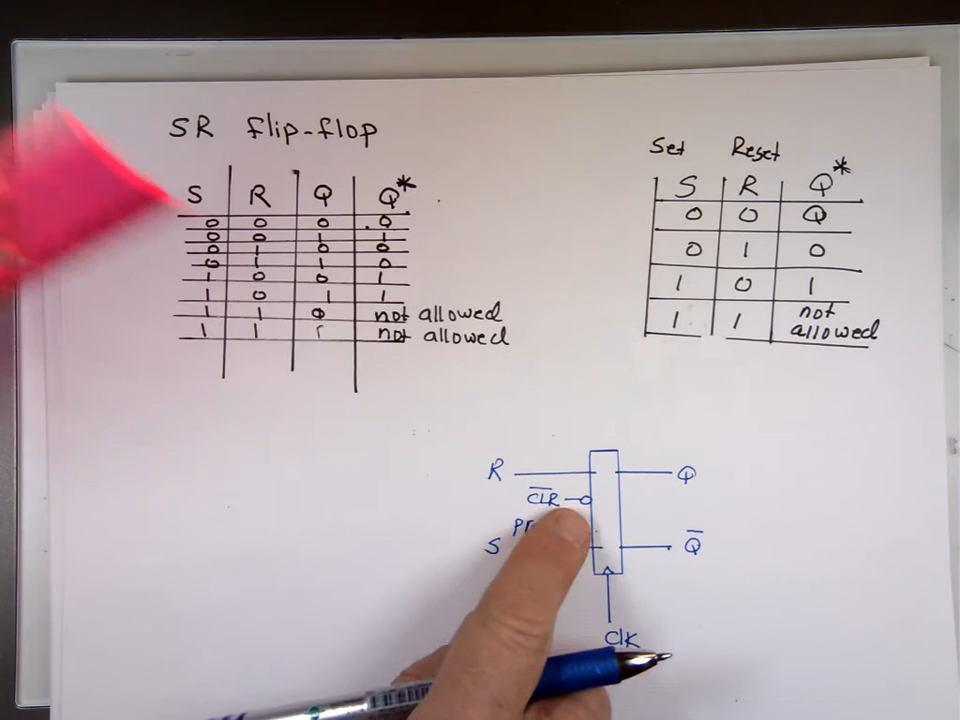 SR flip-flop
S R Q Q*
0 0 0 0
0 0 1 1
0 1 0 0
0 1 1 0
1 0 0 1
1 0 1 1
1 1 0 not allowed
1 1 1 not allowed
Set Reset
S R Q*
0 0 Q
0 1 0
1 0 1
1 1 not allowed
R Q
C̅L̅R̅
S Q̅
Clk